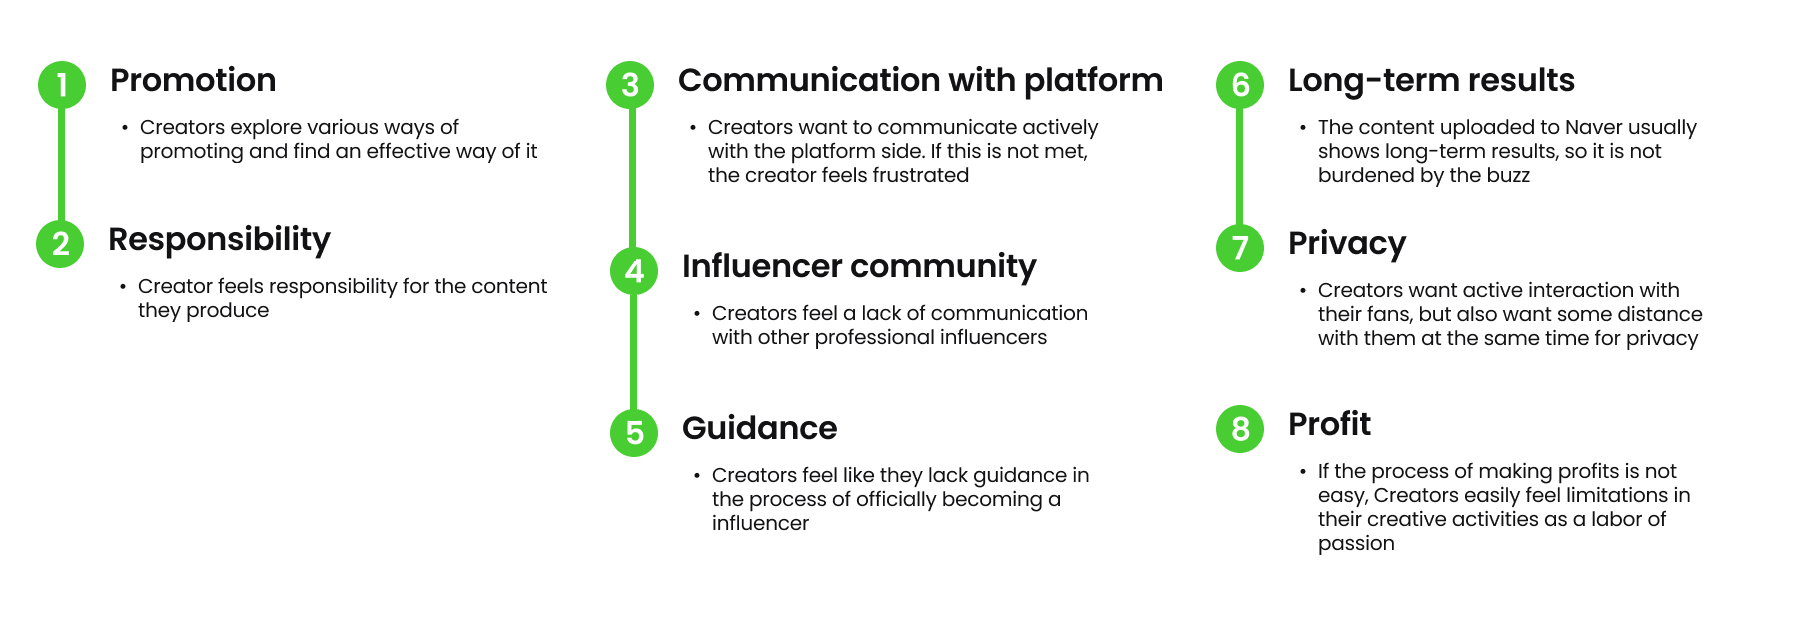 1
Promotion
• Creators explore various ways of
promoting and find an effective way of it
2
Responsibility
• Creator feels responsibility for the content
they produce
3
Communication with platform
• Creators want to communicate actively
with the platform side. If this is not met,
the creator feels frustrated
4
Influencer community
• Creators feel a lack of communication
with other professional influencers
5
Guidance
• Creators feel like they lack guidance in
the process of officially becoming a
influencer
6
Long-term results
• The content uploaded to Naver usually
shows long-term results, so it is not
burdened by the buzz
7
Privacy
• Creators want active interaction with
their fans, but also want some distance
with them at the same time for privacy
8
Profit
• If the process of making profits is not
easy, Creators easily feel limitations in
their creative activities as a labor of
passion